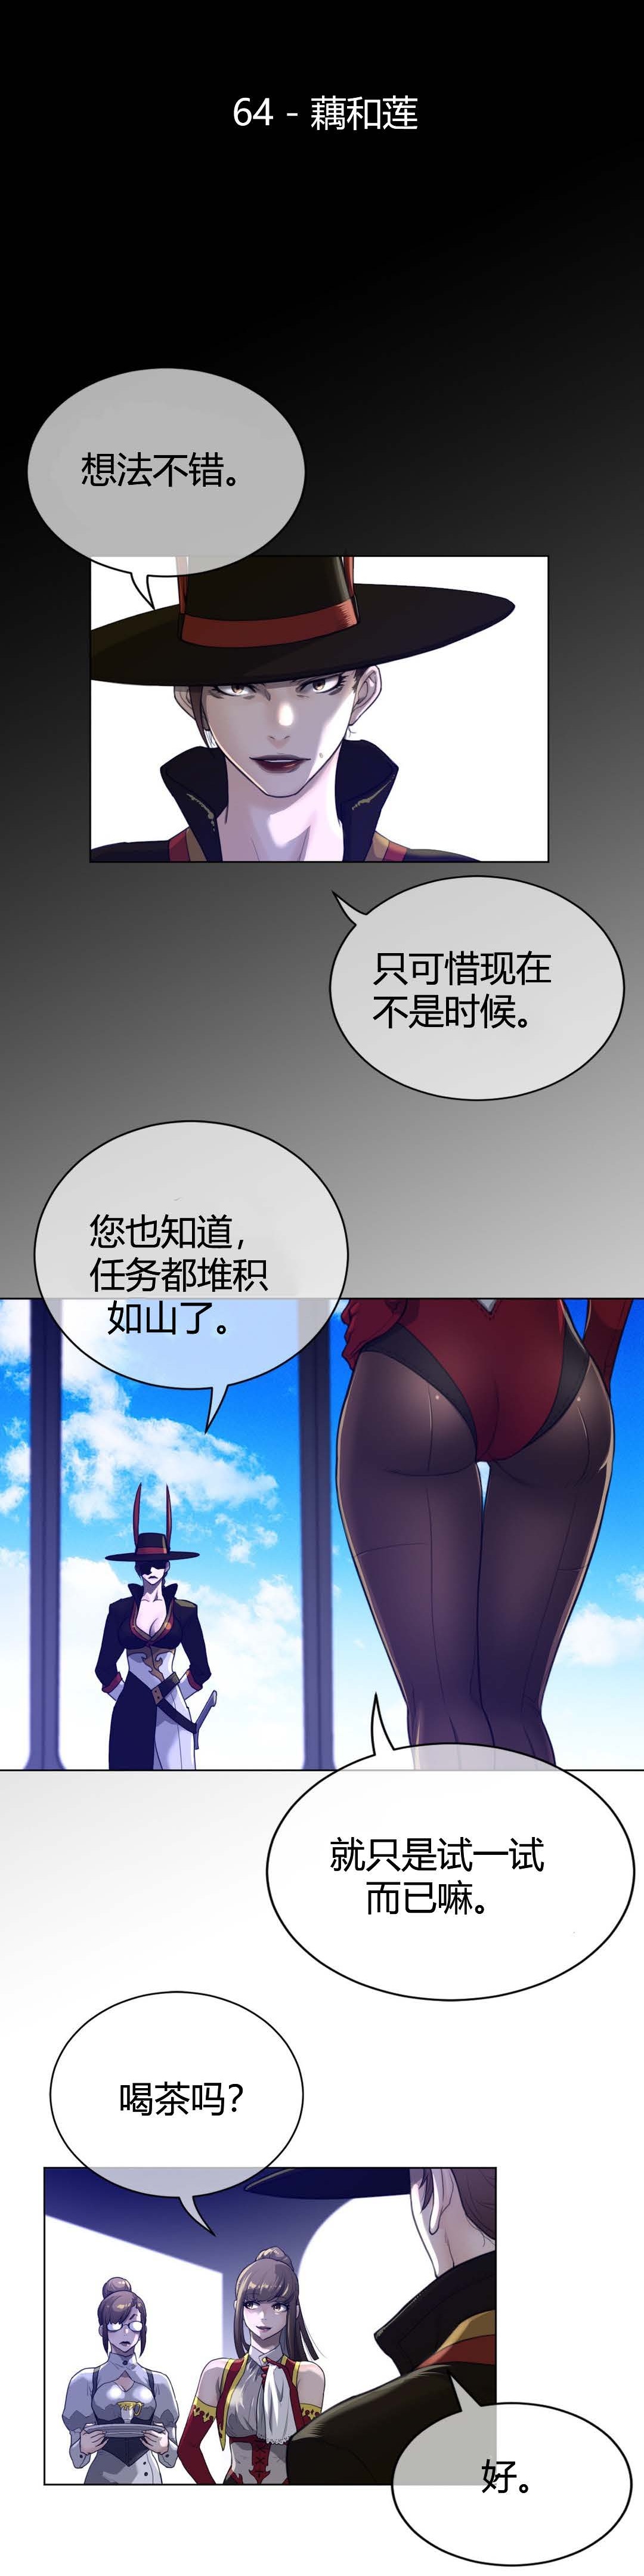 64 - 藕和莲
想法不错。
只可惜现在
不是时候。
您也知道,
任务都堆积
如山了。
就只是试一试
而已嘛。
喝茶吗?
好。